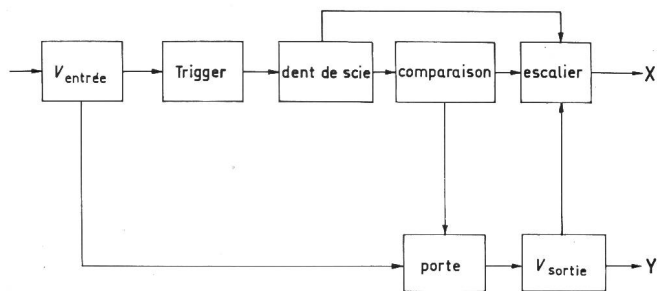 V entrée
Trigger
dent de scie
comparaison
escalier
X
porte
V sortie
Y